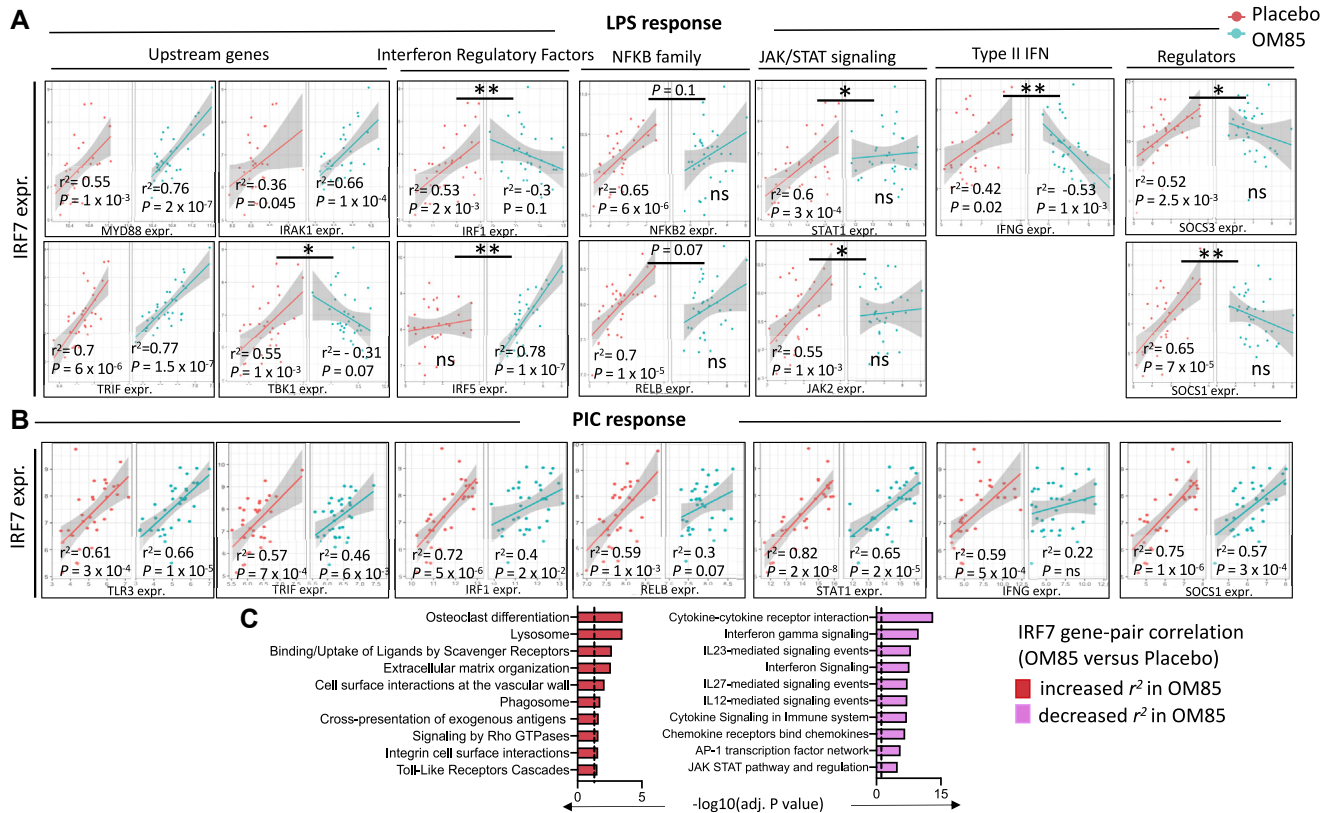 A
LPS response
Placebo
OM85
Upstream genes
Interferon Regulatory Factors
NFKB family
JAK/STAT signaling
Type II IFN
Regulators
IRF7 expr.
r²= 0.55
P = 1 x 10⁻³
r²=0.76
P = 2 x 10⁻⁷
MYD88 expr.
r²= 0.36
P = 0.045
r²=0.66
P = 1 x 10⁻⁴
IRAK1 expr.
**
r²= 0.53
P = 2 x 10⁻³
r²= -0.3
P = 0.1
IRF1 expr.
P = 0.1
r²= 0.65
P = 6 x 10⁻⁶
ns
NFKB2 expr.
*
r²= 0.6
P = 3 x 10⁻⁴
ns
STAT1 expr.
**
r²= 0.42
P = 0.02
r²= -0.53
P = 1 x 10⁻³
IFNG expr.
*
r²= 0.52
P = 2.5 x 10⁻³
ns
SOCS3 expr.
r²= 0.7
P = 6 x 10⁻⁶
r²=0.77
P = 1.5 x 10⁻⁷
TRIF expr.
*
r²= 0.55
P = 1 x 10⁻³
r²= - 0.31
P = 0.07
TBK1 expr.
**
ns
r²= 0.78
P = 1 x 10⁻⁷
IRF5 expr.
P = 0.07
r²= 0.7
P = 1 x 10⁻⁵
ns
RELB expr.
*
r²= 0.55
P = 1 x 10⁻³
ns
JAK2 expr.
**
r²= 0.65
P = 7 x 10⁻⁵
ns
SOCS1 expr.
B
PIC response
IRF7 expr.
r²= 0.61
P = 3 x 10⁻⁴
r²= 0.66
P = 1 x 10⁻⁵
TLR3 expr.
r²= 0.57
P = 7 x 10⁻⁴
r²= 0.46
P = 6 x 10⁻³
TRIF expr.
r²= 0.72
P = 5 x 10⁻⁶
r²= 0.4
P = 2 x 10⁻²
IRF1 expr.
r²= 0.59
P = 1 x 10⁻³
r²= 0.3
P = 0.07
RELB expr.
r²= 0.82
P = 2 x 10⁻⁸
r²= 0.65
P = 2 x 10⁻⁵
STAT1 expr.
r²= 0.59
P = 5 x 10⁻⁴
r²= 0.22
P = ns
IFNG expr.
r²= 0.75
P = 1 x 10⁻⁶
r²= 0.57
P = 3 x 10⁻⁴
SOCS1 expr.
C
Osteoclast differentiation
Lysosome
Binding/Uptake of Ligands by Scavenger Receptors
Extracellular matrix organization
Cell surface interactions at the vascular wall
Phagosome
Cross-presentation of exogenous antigens
Signaling by Rho GTPases
Integrin cell surface interactions
Toll-Like Receptors Cascades
0
5
Cytokine-cytokine receptor interaction
Interferon gamma signaling
IL23-mediated signaling events
Interferon Signaling
IL27-mediated signaling events
IL12-mediated signaling events
Cytokine Signaling in Immune system
Chemokine receptors bind chemokines
AP-1 transcription factor network
JAK STAT pathway and regulation
0
15
-log10(adj. P value)
IRF7 gene-pair correlation
(OM85 versus Placebo)
increased r² in OM85
decreased r² in OM85